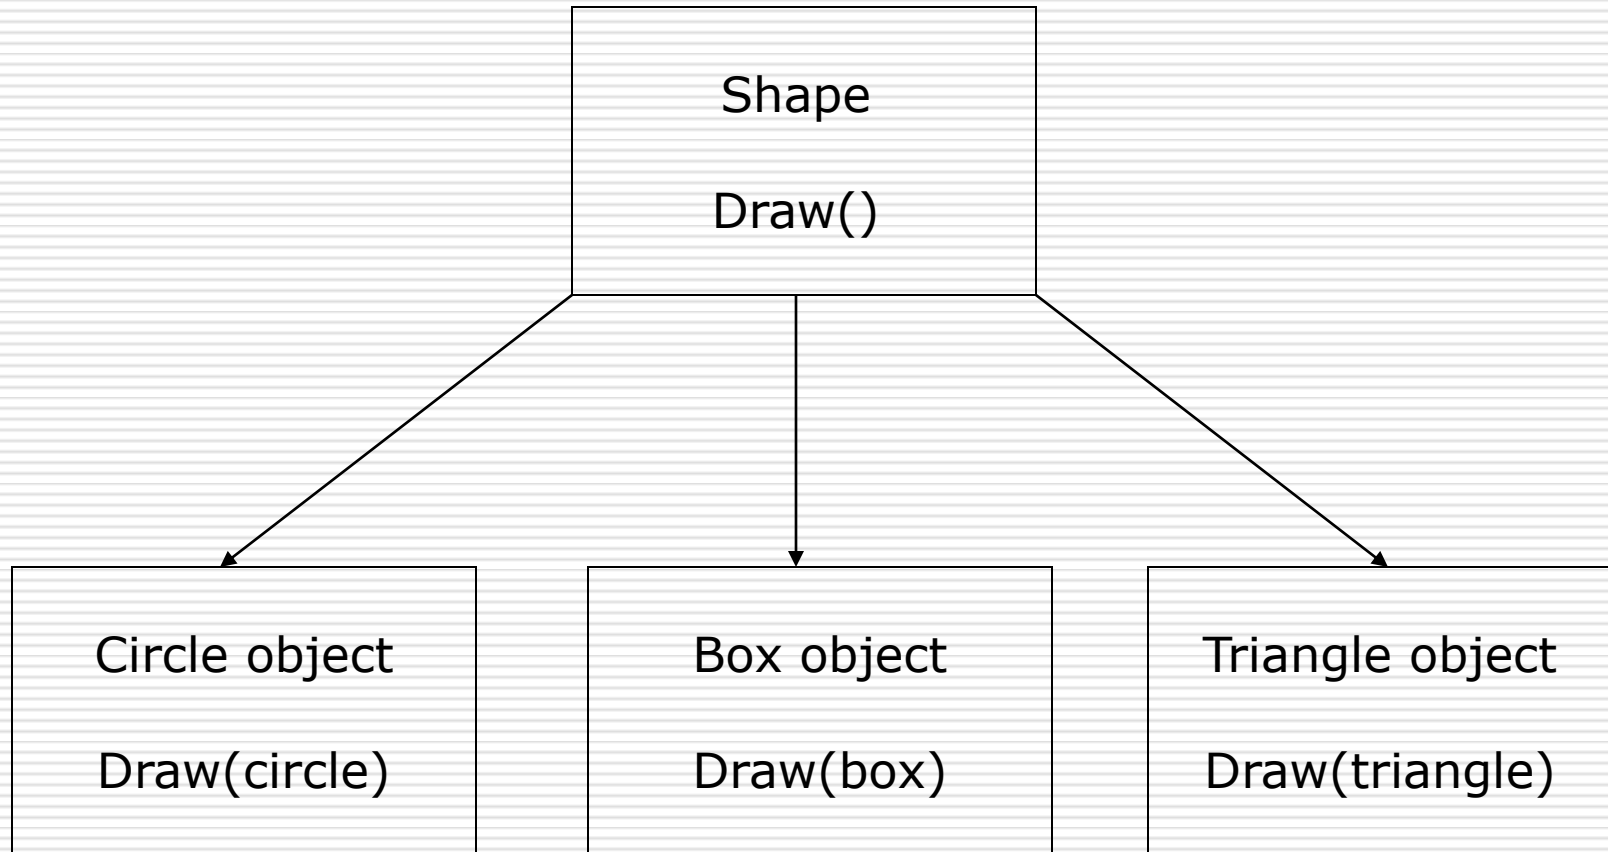 Shape
Draw()
Circle object
Draw(circle)
Box object
Draw(box)
Triangle object
Draw(triangle)